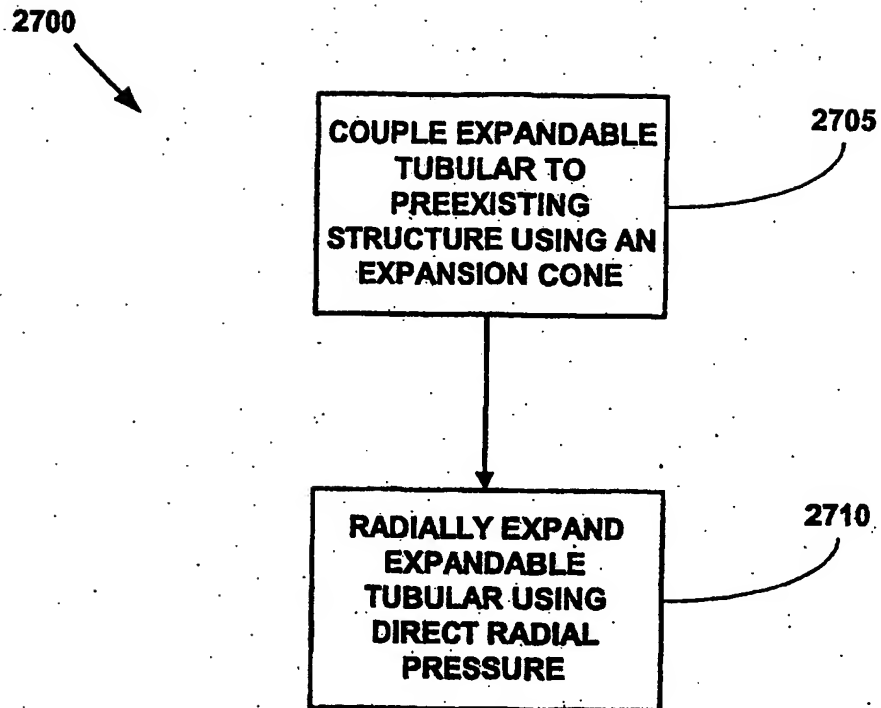 2700
COUPLE EXPANDABLE
TUBULAR TO
PREEXISTING
STRUCTURE USING AN
EXPANSION CONE
2705
RADIALLY EXPAND
EXPANDABLE
TUBULAR USING
DIRECT RADIAL
PRESSURE
2710